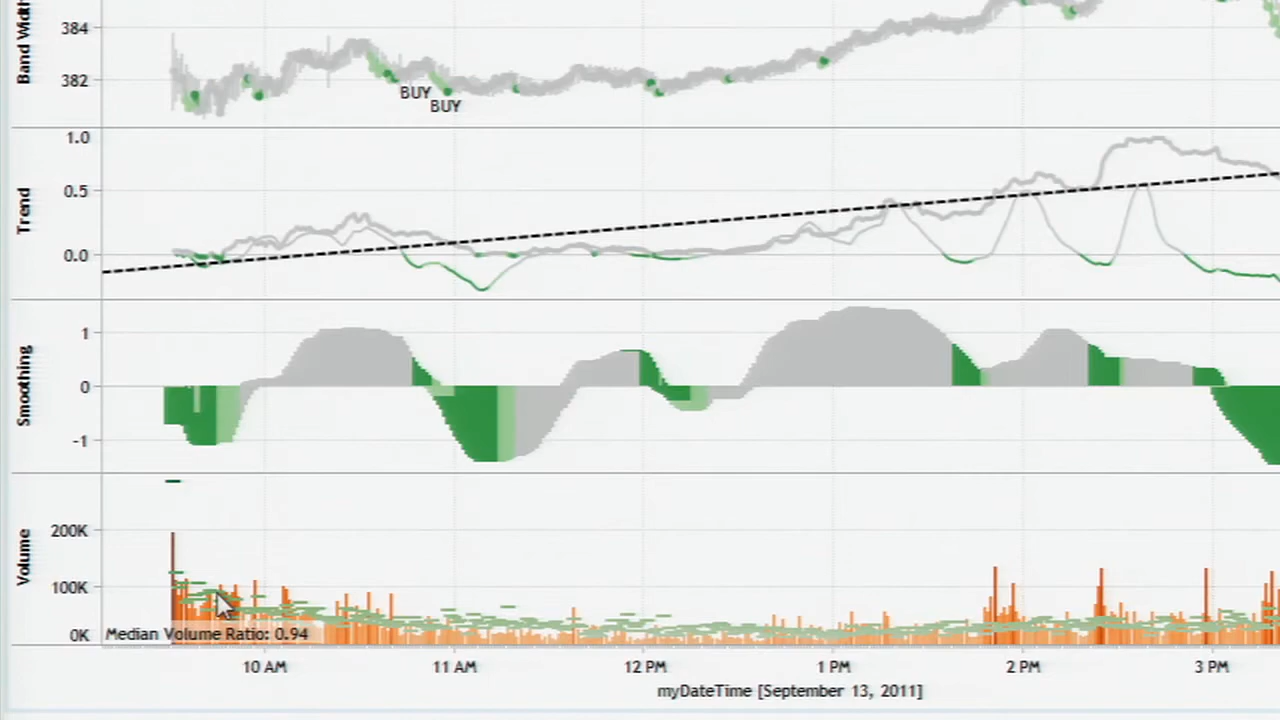 Band Widt
384
382
BUY
BUY
Trend
1.0
0.5
0.0
Smoothing
1
0
-1
Volume
200K
100K
0K
Median Volume Ratio: 0.94
10 AM
11 AM
12 PM
1 PM
2 PM
3 PM
myDateTime [September 13, 2011]